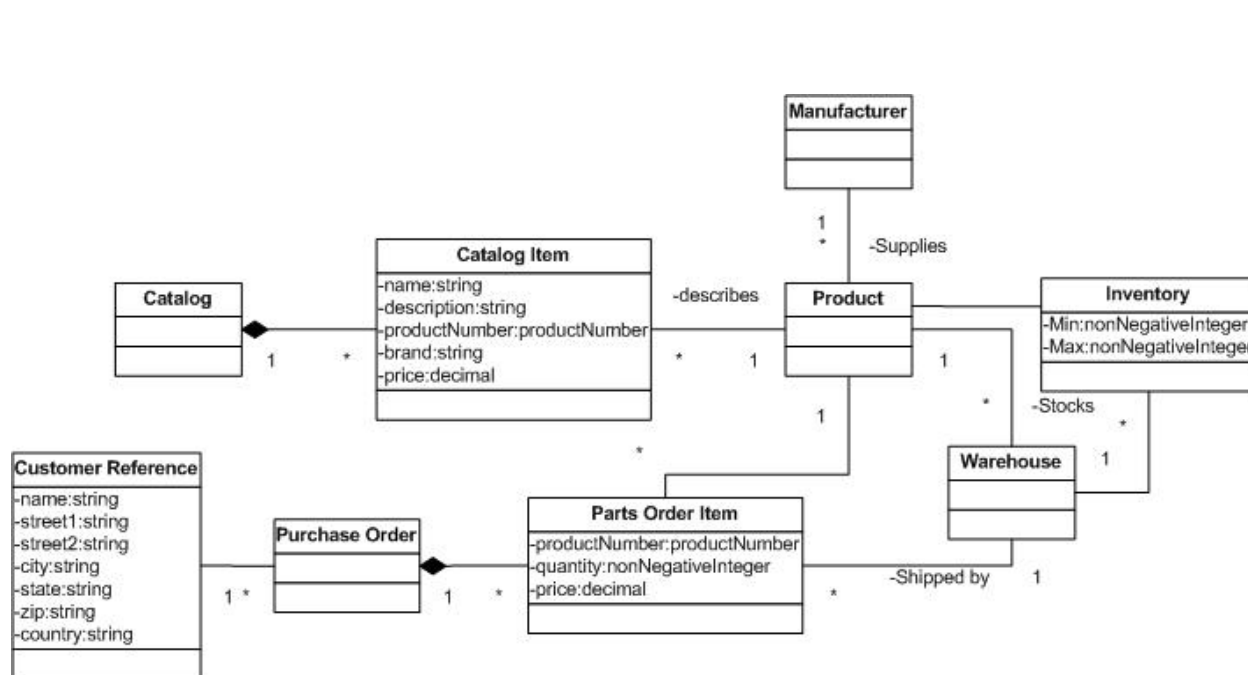 Manufacturer
1
*
-Supplies
Catalog Item
-name:string
-description:string
-productNumber:productNumber
-brand:string
-price:decimal
Catalog
1
*
-describes
*
1
Product
Inventory
-Min:nonNegativeInteger
-Max:nonNegativeInteger
1
*
-Stocks
*
1
1
*
Warehouse
Customer Reference
-name:string
-street1:string
-street2:string
-city:string
-state:string
-zip:string
-country:string
1 *
Purchase Order
1
*
Parts Order Item
-productNumber:productNumber
-quantity:nonNegativeInteger
-price:decimal
*
-Shipped by
1